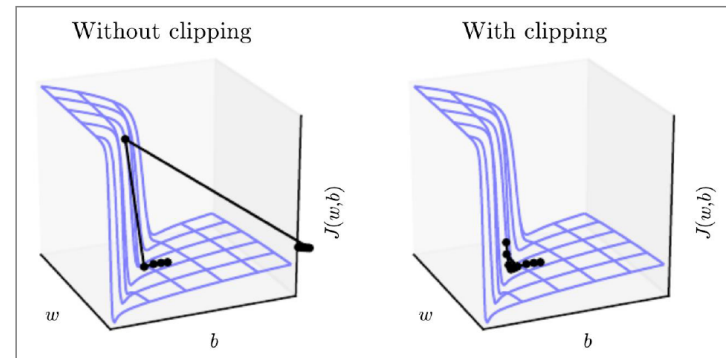 Without clipping
With clipping
J(w,b)
J(w,b)
w
b
w
b